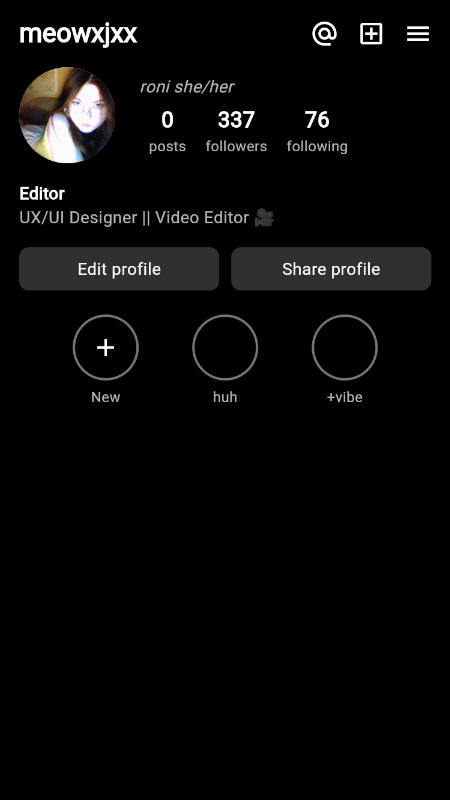 meowxjxx
roni she/her
0 337 76
posts followers following
Editor
UX/UI Designer || Video Editor 🎥
Edit profile Share profile
New huh +vibe